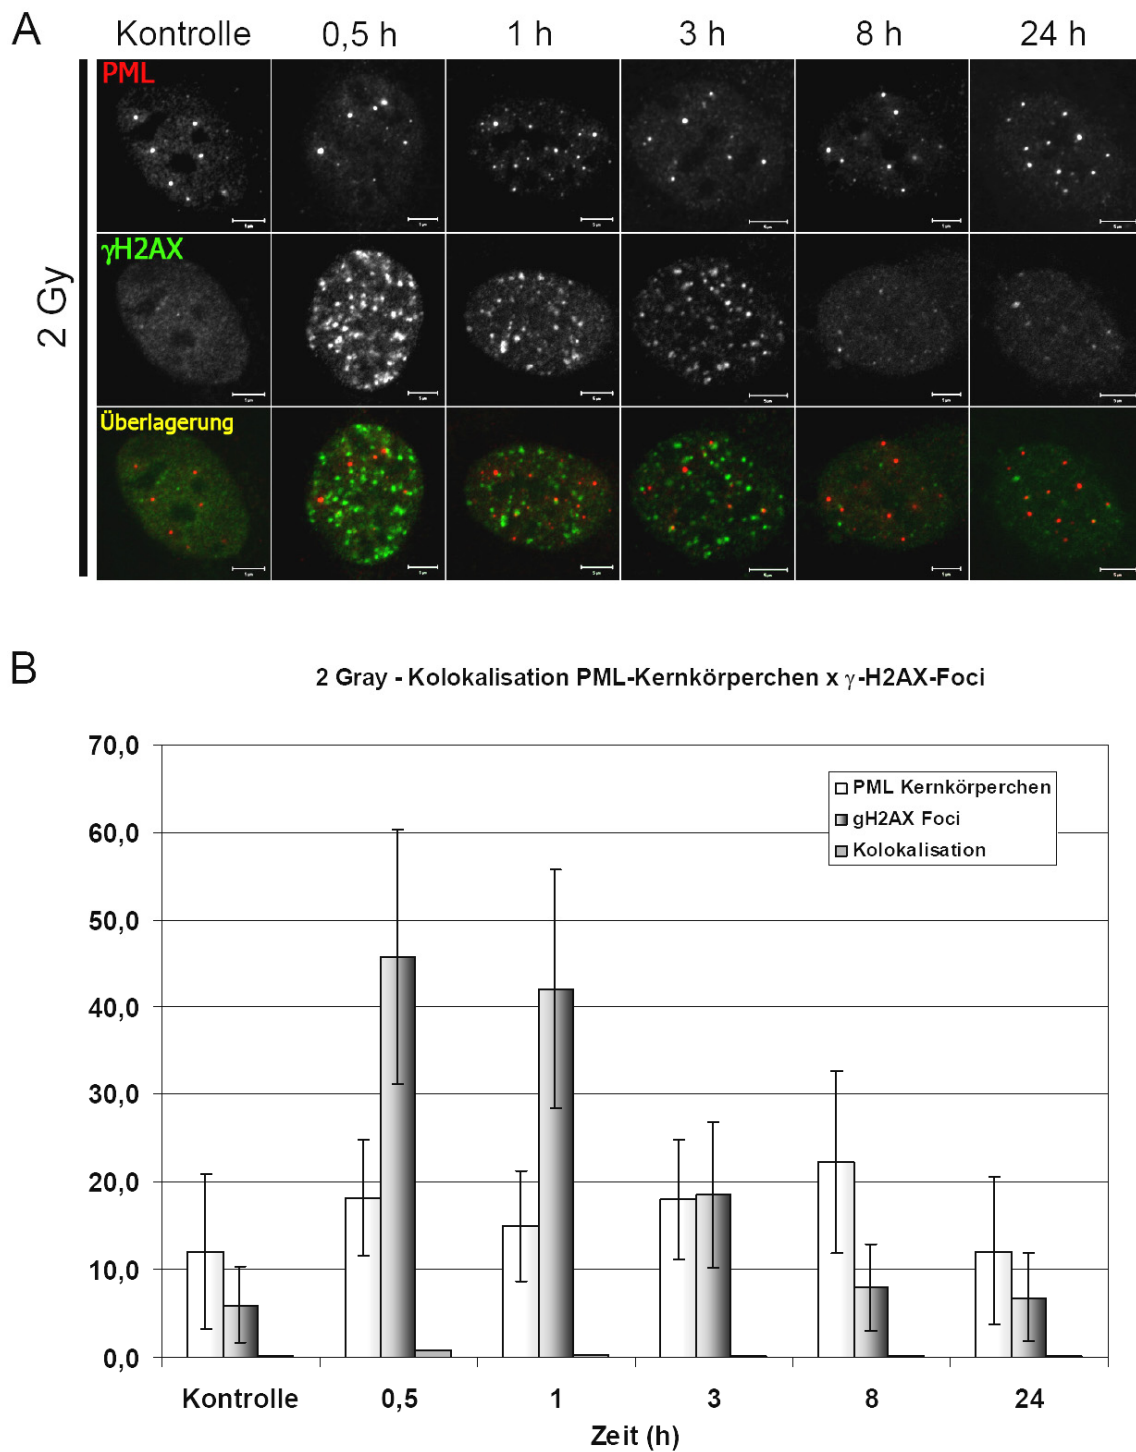 A
Kontrolle 0,5 h 1 h 3 h 8 h 24 h
2 Gy
PML
γH2AX
Überlagerung
B
2 Gray - Kolokalisation PML-Kernkörperchen x γ-H2AX-Foci
70,0
60,0
50,0
40,0
30,0
20,0
10,0
0,0
PML Kernkörperchen
gH2AX Foci
Kolokalisation
Kontrolle 0,5 1 3 8 24
Zeit (h)